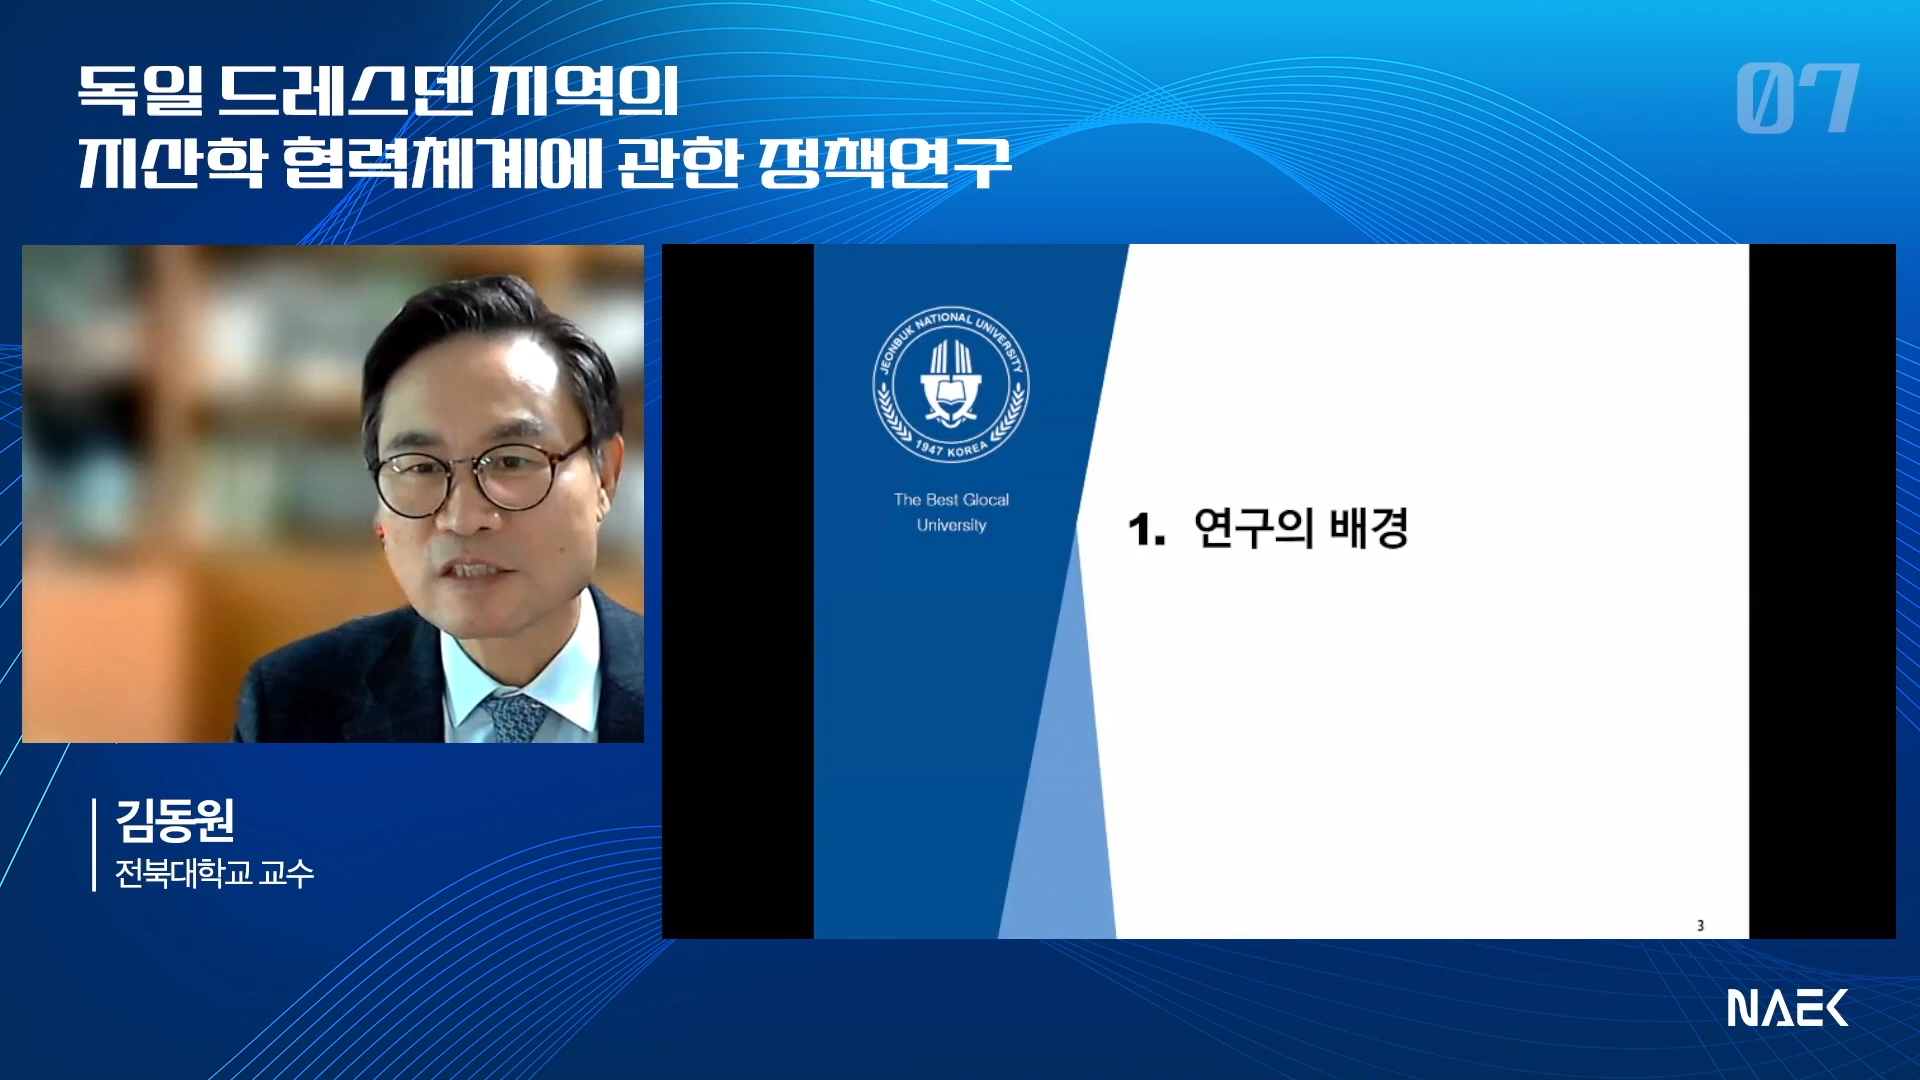 독일 드레스덴 지역의
지산학 협력체계에 관한 정책연구
07
JEONBUK NATIONAL UNIVERSITY
1947 KOREA
The Best Glocal
University
1. 연구의 배경
3
김동원
전북대학교 교수
NAEK